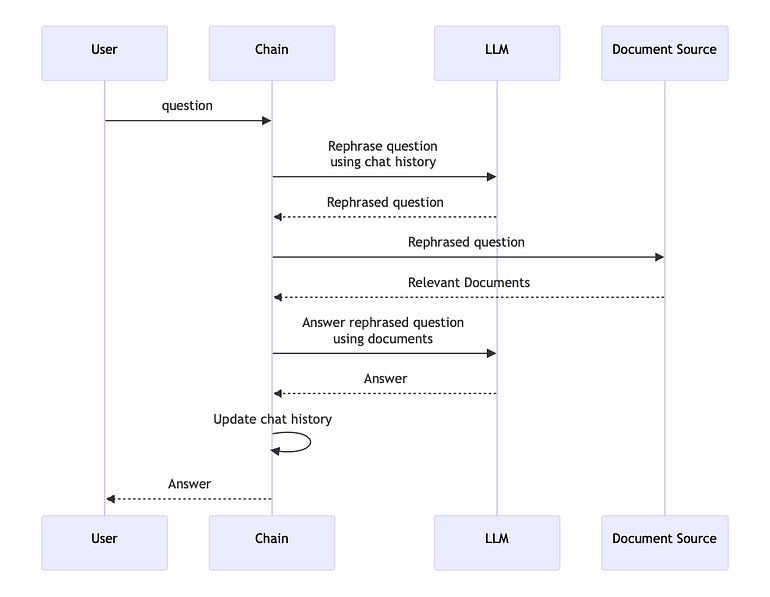 User
Chain
LLM
Document Source
question
Rephrase question
using chat history
Rephrased question
Rephrased question
Relevant Documents
Answer rephrased question
using documents
Answer
Update chat history
Answer
User
Chain
LLM
Document Source